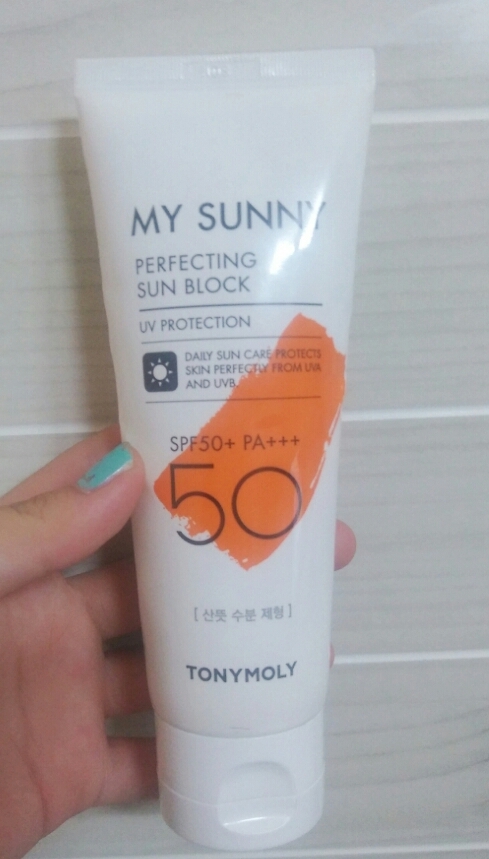 MY SUNNY
PERFECTING
SUN BLOCK
UV PROTECTION
DAILY SUN CARE PROTECTS
SKIN PERFECTLY FROM UVA
AND UVB.
SPF50+ PA+++
50
[ 산뜻 수분 제형 ]
TONYMOLY